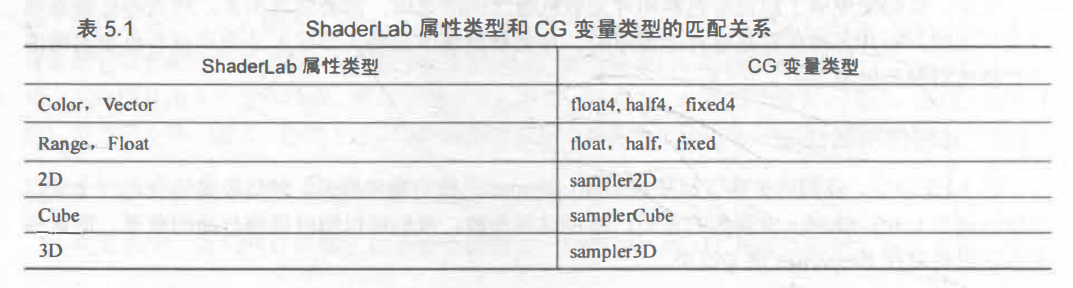 表 5.1 ShaderLab 属性类型和 CG 变量类型的匹配关系
ShaderLab 属性类型 CG 变量类型
Color，Vector float4, half4，fixed4
Range，Float float，half，fixed
2D sampler2D
Cube samplerCube
3D sampler3D